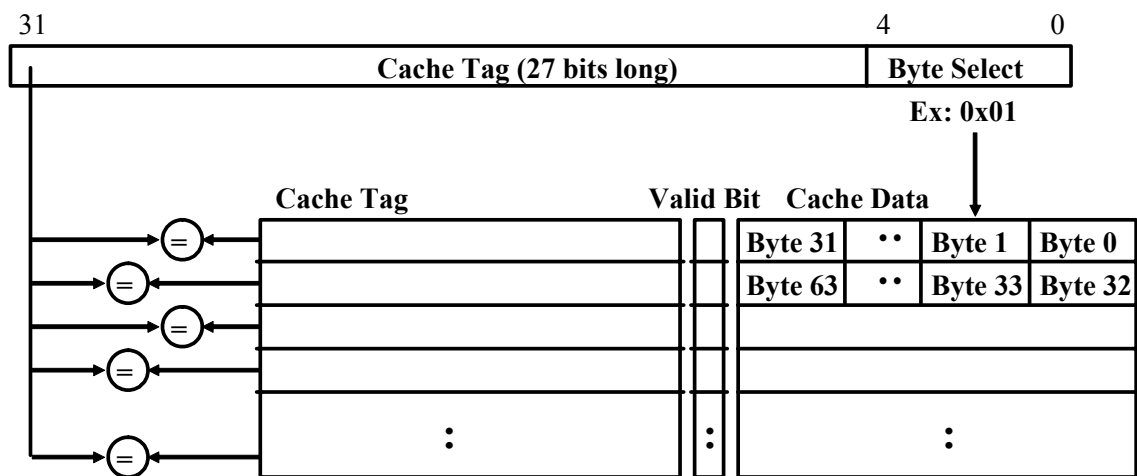 31 4 0
Cache Tag (27 bits long) Byte Select
Ex: 0x01
Cache Tag Valid Bit Cache Data
= Byte 31 ·· Byte 1 Byte 0
= Byte 63 ·· Byte 33 Byte 32
=
=
: : :
=